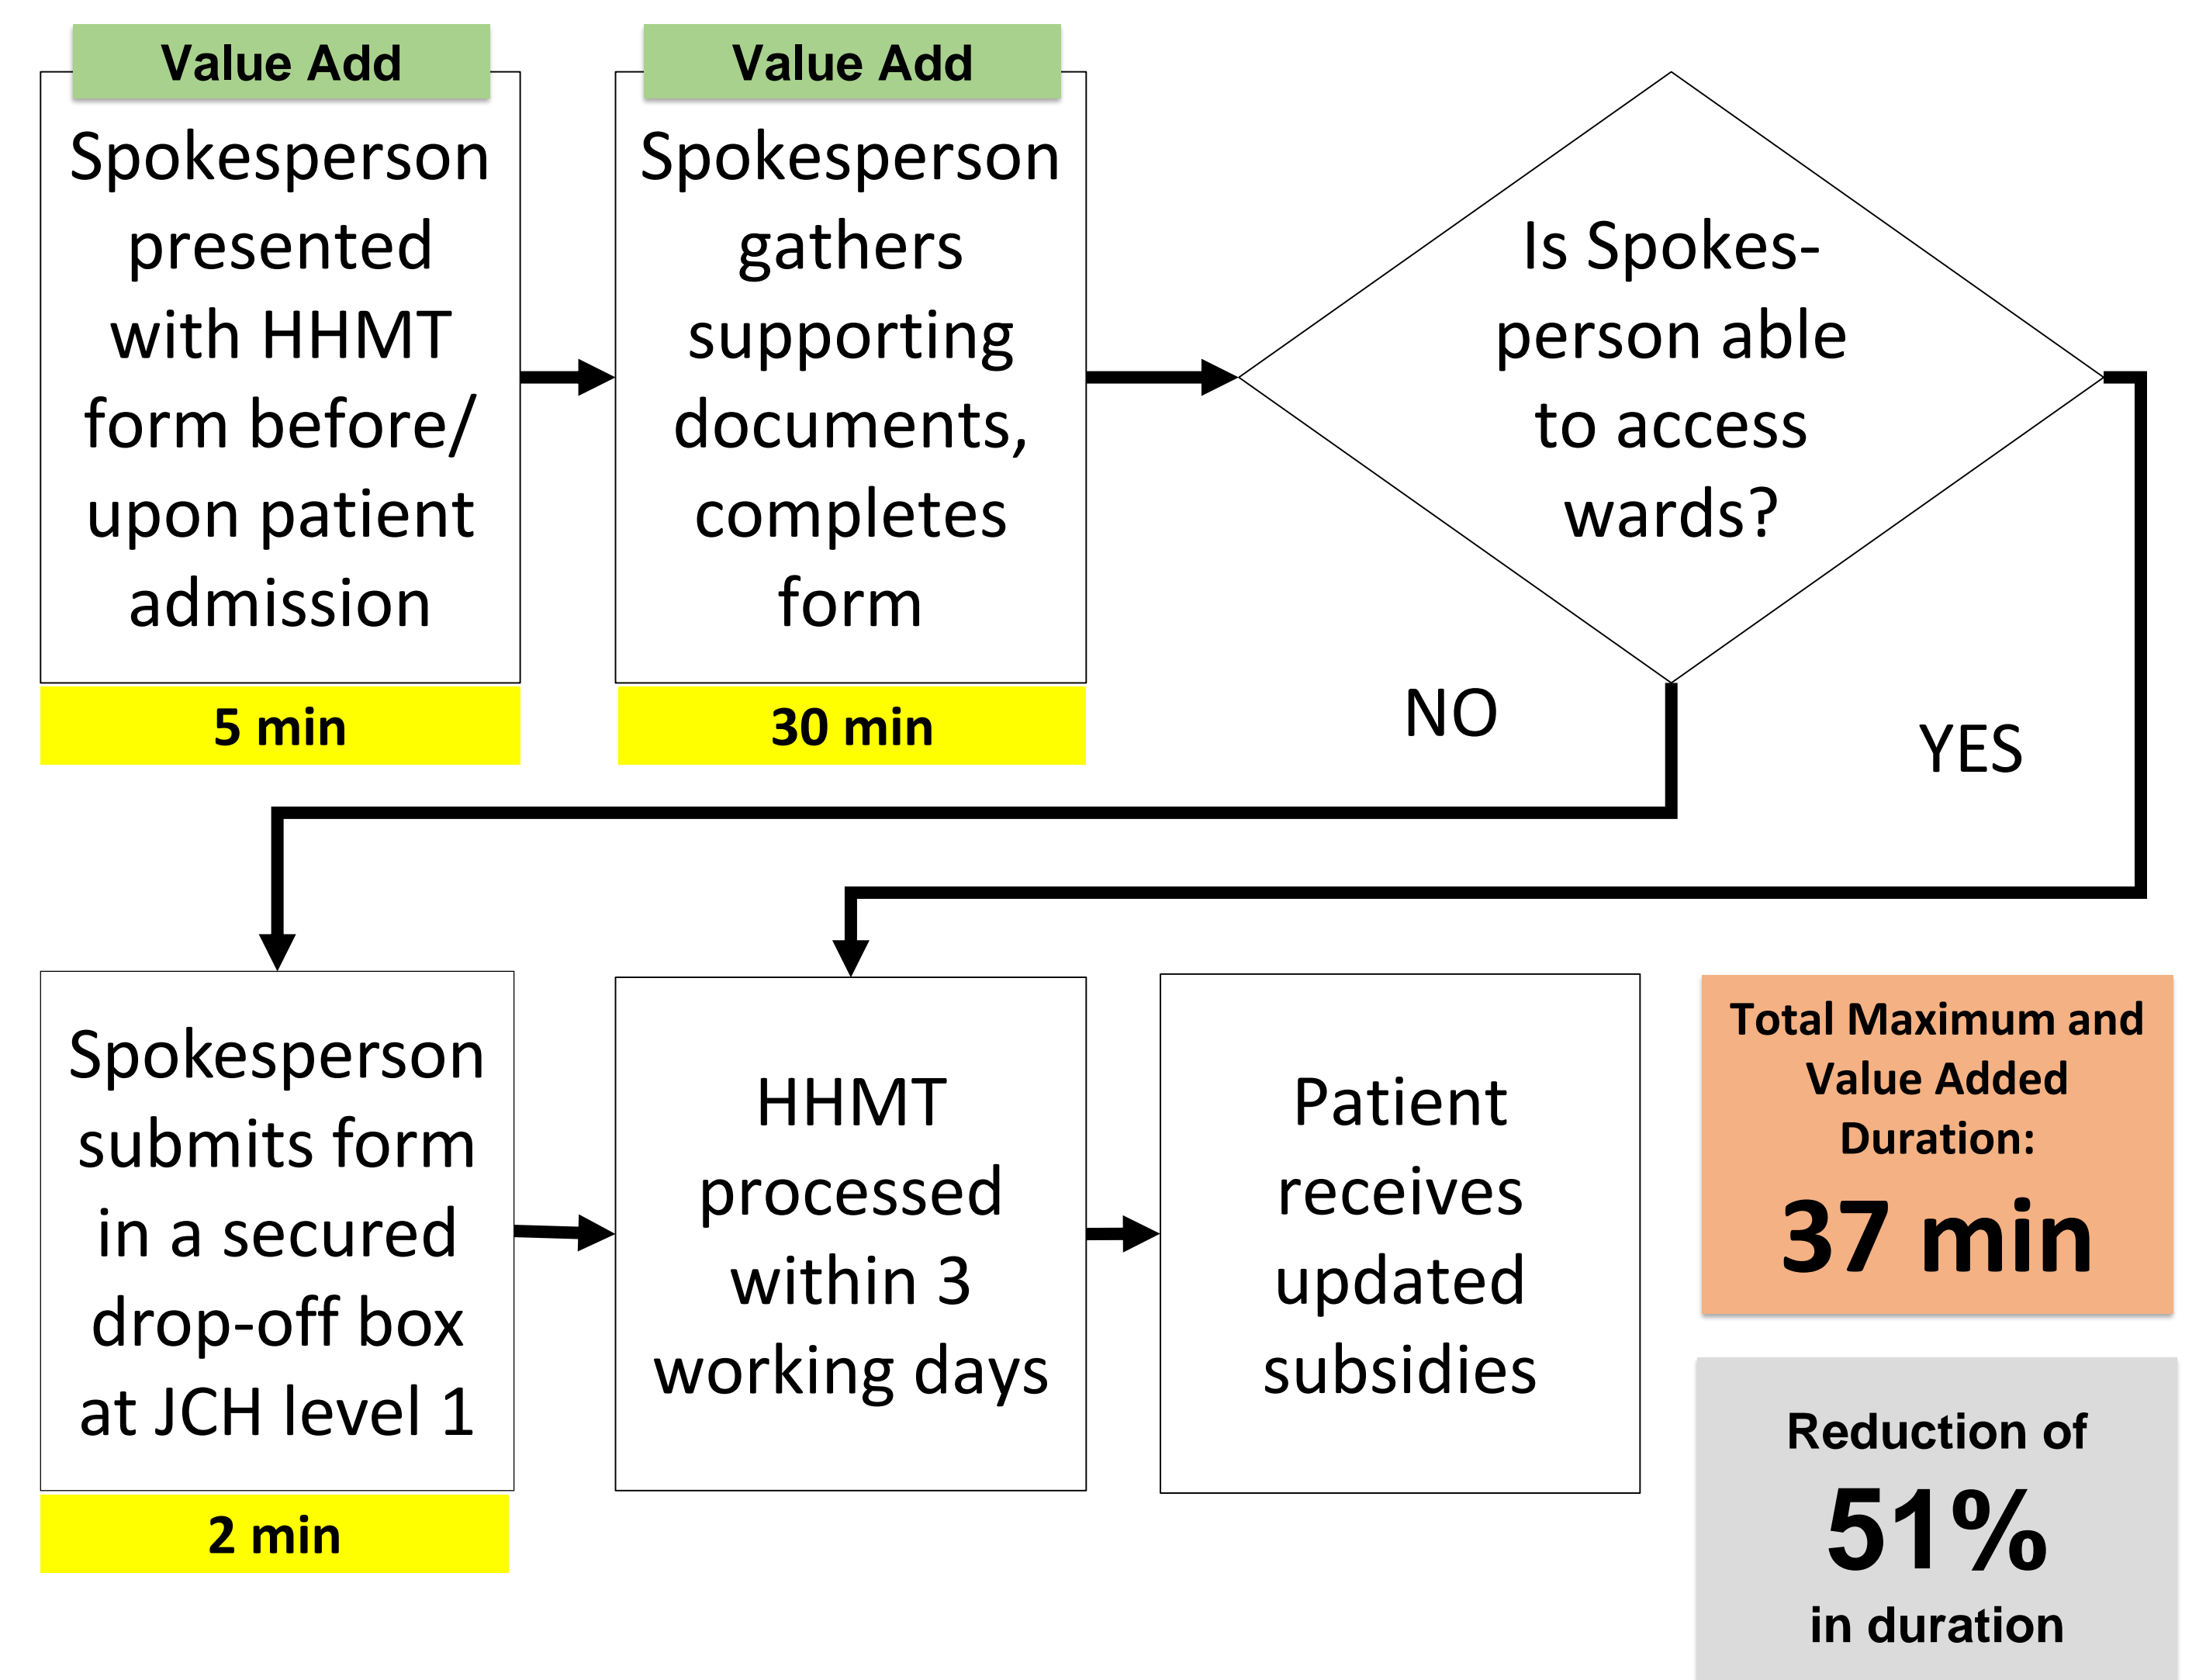 Value Add
Spokesperson
presented
with HHMT
form before/
upon patient
admission
5 min
Value Add
Spokesperson
gathers
supporting
documents,
completes
form
30 min
Is Spokes-
person able
to access
wards?
NO
YES
Spokesperson
submits form
in a secured
drop-off box
at JCH level 1
2 min
HHMT
processed
within 3
working days
Patient
receives
updated
subsidies
Total Maximum and
Value Added
Duration:
37 min
Reduction of
51%
in duration